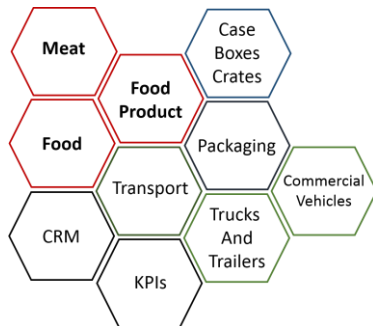 Meat
Case
Boxes
Crates
Food
Product
Food
Packaging
Transport
Commercial
Vehicles
CRM
Trucks
And
Trailers
KPIs